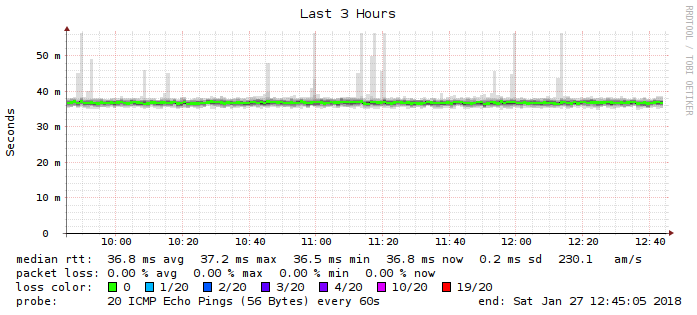 Last 3 Hours
RRDTOOL / TOBI OETIKER
Seconds
50 m
40 m
30 m
20 m
10 m
0
10:00 10:20 10:40 11:00 11:20 11:40 12:00 12:20 12:40
median rtt: 36.8 ms avg 37.2 ms max 36.5 ms min 36.8 ms now 0.2 ms sd 230.1 am/s
packet loss: 0.00 % avg 0.00 % max 0.00 % min 0.00 % now
loss color: 0 1/20 2/20 3/20 4/20 10/20 19/20
probe: 20 ICMP Echo Pings (56 Bytes) every 60s end: Sat Jan 27 12:45:05 2018